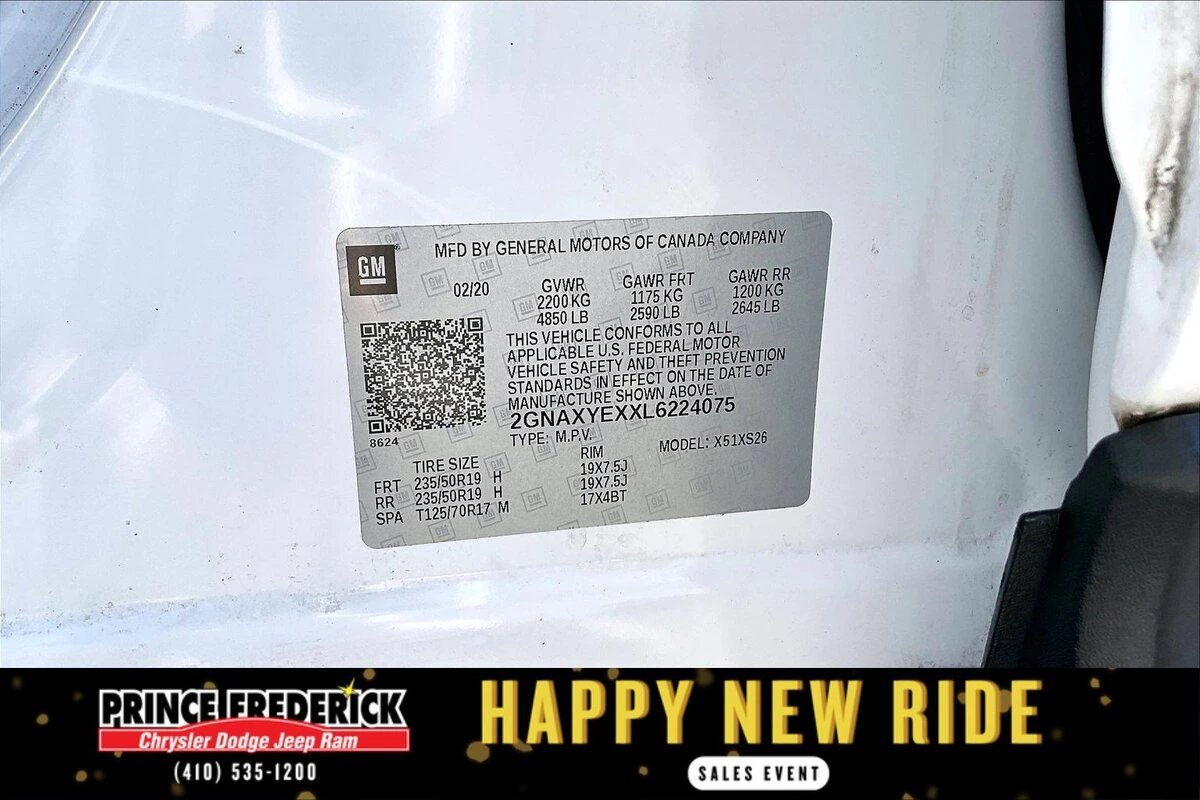 GM
MFD BY GENERAL MOTORS OF CANADA COMPANY
02/20
GVWR GAWR FRT GAWR RR
2200 KG 1175 KG 1200 KG
4850 LB 2590 LB 2645 LB
THIS VEHICLE CONFORMS TO ALL
APPLICABLE U.S. FEDERAL MOTOR
VEHICLE SAFETY AND THEFT PREVENTION
STANDARDS IN EFFECT ON THE DATE OF
MANUFACTURE SHOWN ABOVE.
2GNAXYEXXL6224075
8624
TYPE: M.P.V. MODEL: X51XS26
TIRE SIZE RIM
FRT 235/50R19 H 19X7.5J
RR 235/50R19 H 19X7.5J
SPA T125/70R17 M 17X4BT
PRINCE FREDERICK
Chrysler Dodge Jeep Ram
(410) 535-1200
HAPPY NEW RIDE
SALES EVENT